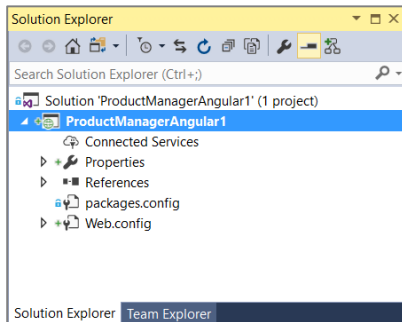 Solution Explorer
Search Solution Explorer (Ctrl+;)
Solution 'ProductManagerAngular1' (1 project)
ProductManagerAngular1
Connected Services
Properties
References
packages.config
Web.config
Solution Explorer Team Explorer